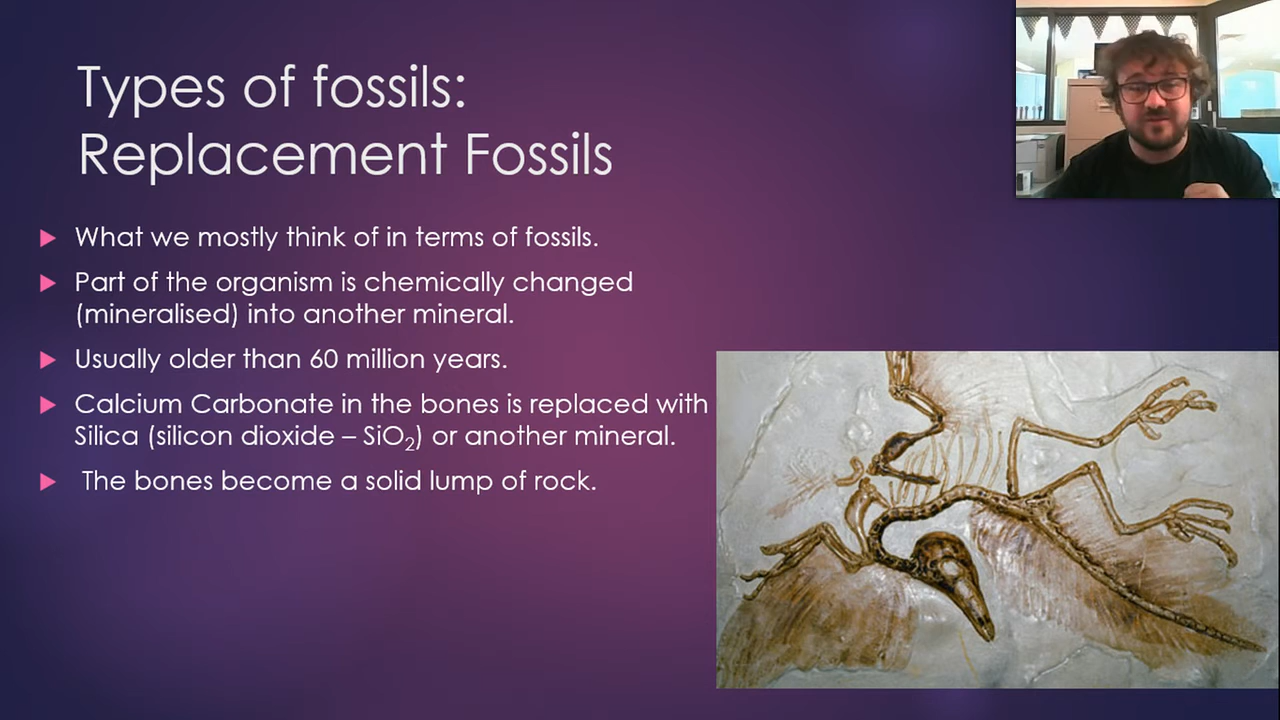 Types of fossils:
Replacement Fossils
What we mostly think of in terms of fossils.
Part of the organism is chemically changed
(mineralised) into another mineral.
Usually older than 60 million years.
Calcium Carbonate in the bones is replaced with
Silica (silicon dioxide – SiO₂) or another mineral.
The bones become a solid lump of rock.